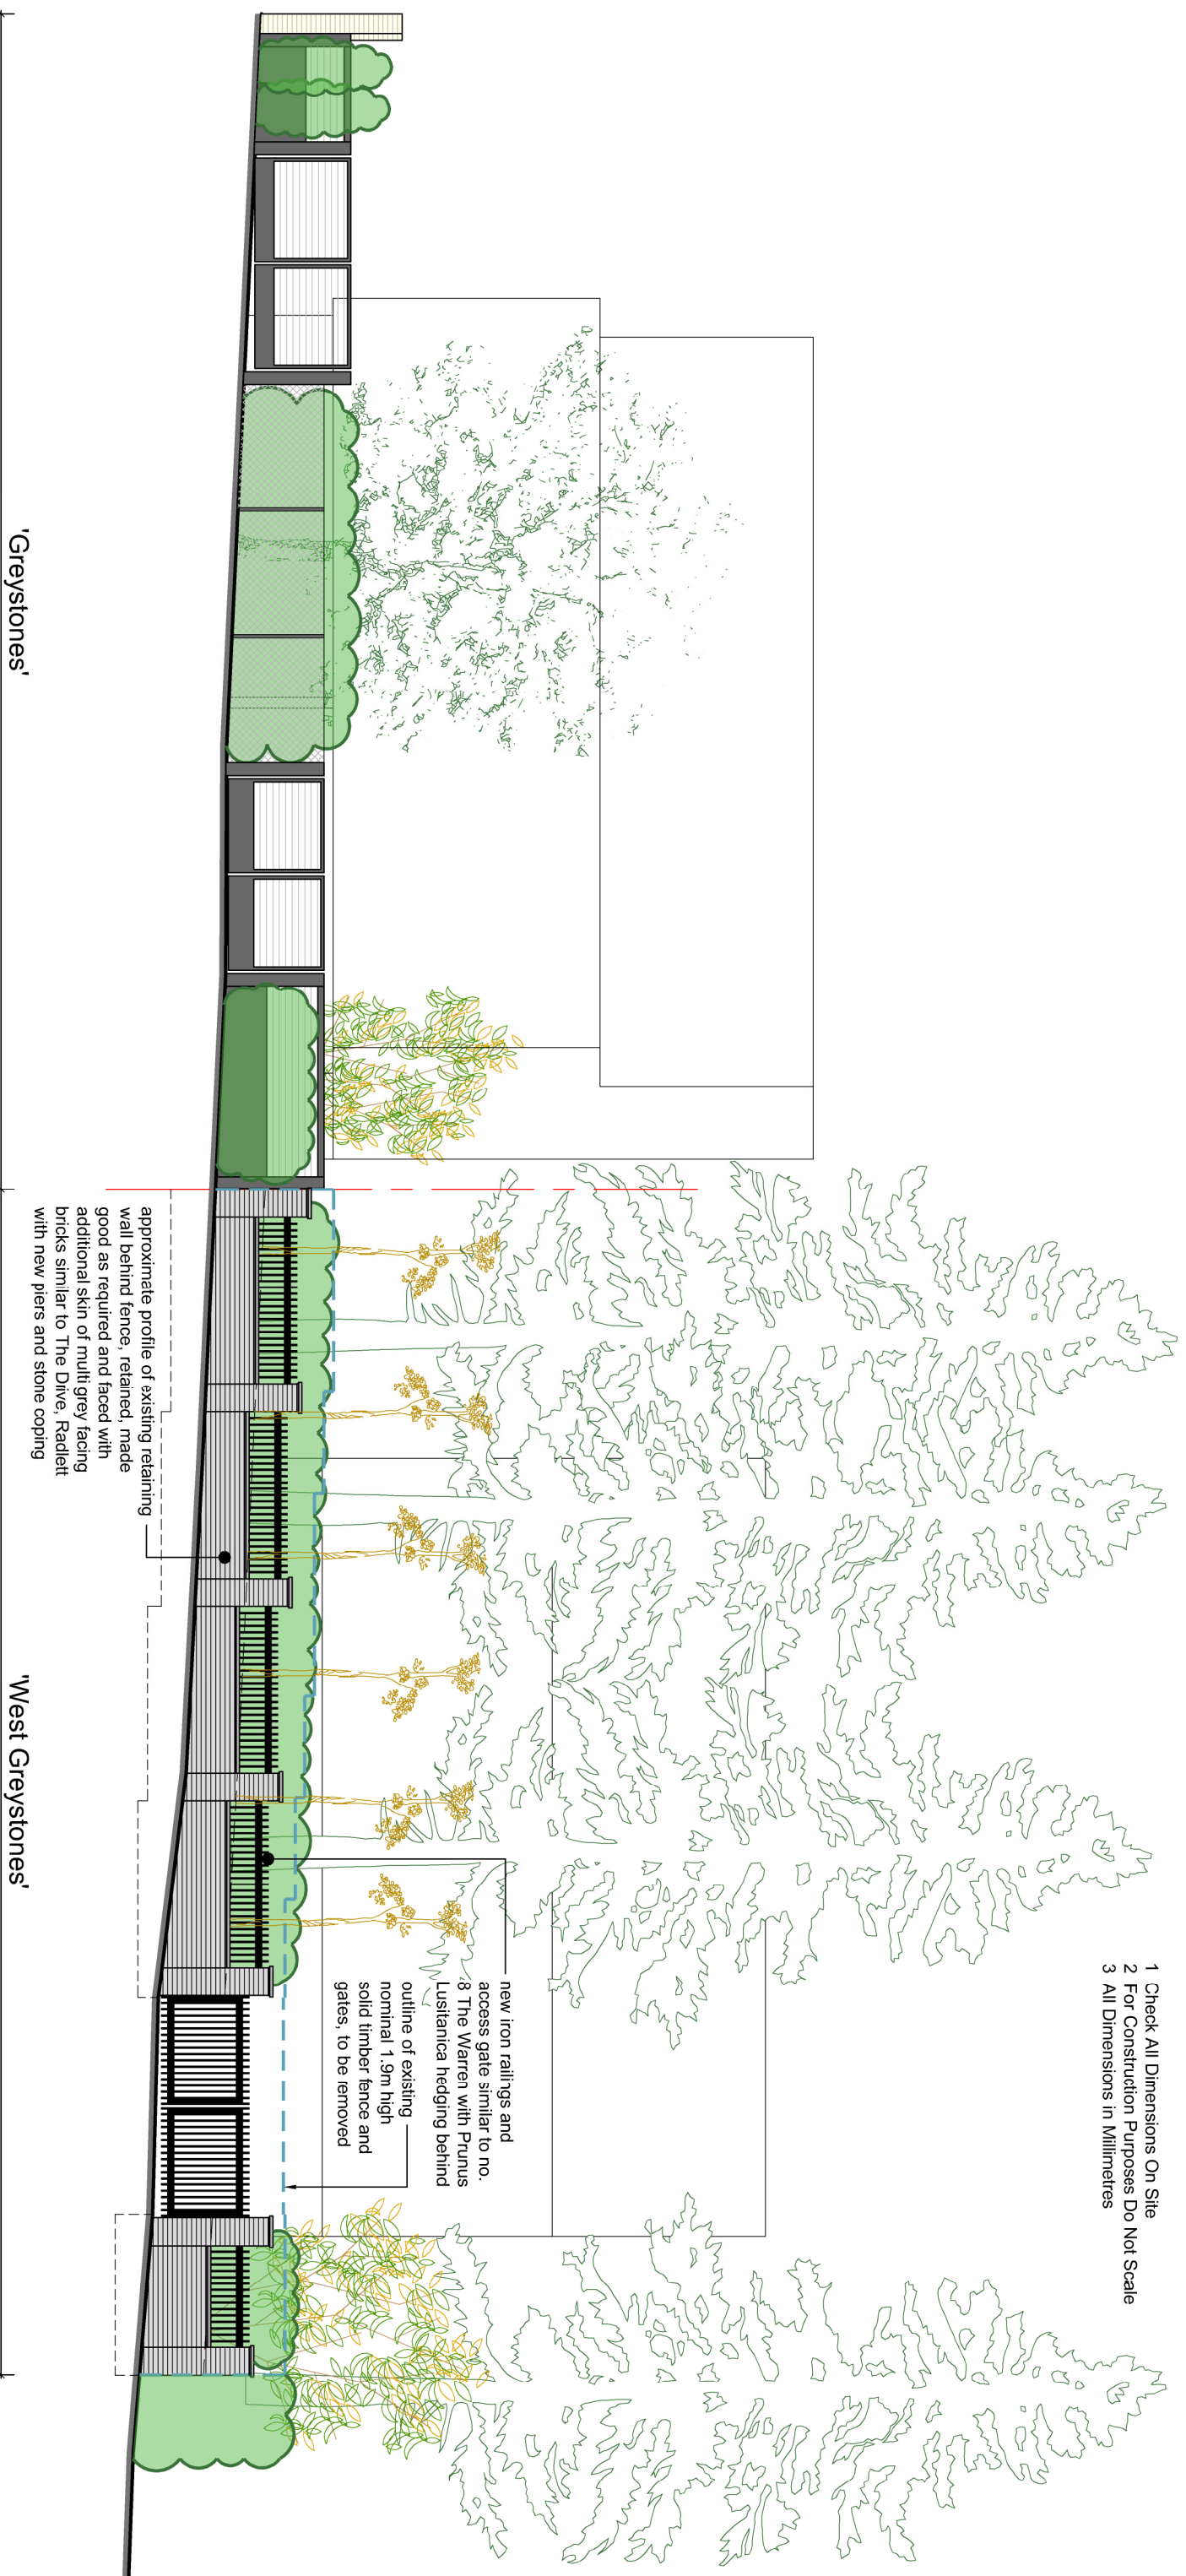 1 Check All Dimensions On Site
2 For Construction Purposes Do Not Scale
3 All Dimensions in Millimetres
new iron railings and
access gate similar to no.
8 The Warren with Prunus
Lusitanica hedging behind
outline of existing
nominal 1.9m high
solid timber fence and
gates, to be removed
approximate profile of existing retaining
wall behind fence, retained, made
good as required and faced with
additional skin of multi grey facing
bricks similar to The Drive, Radlett
with new piers and stone coping
'Greystones'
'West Greystones'